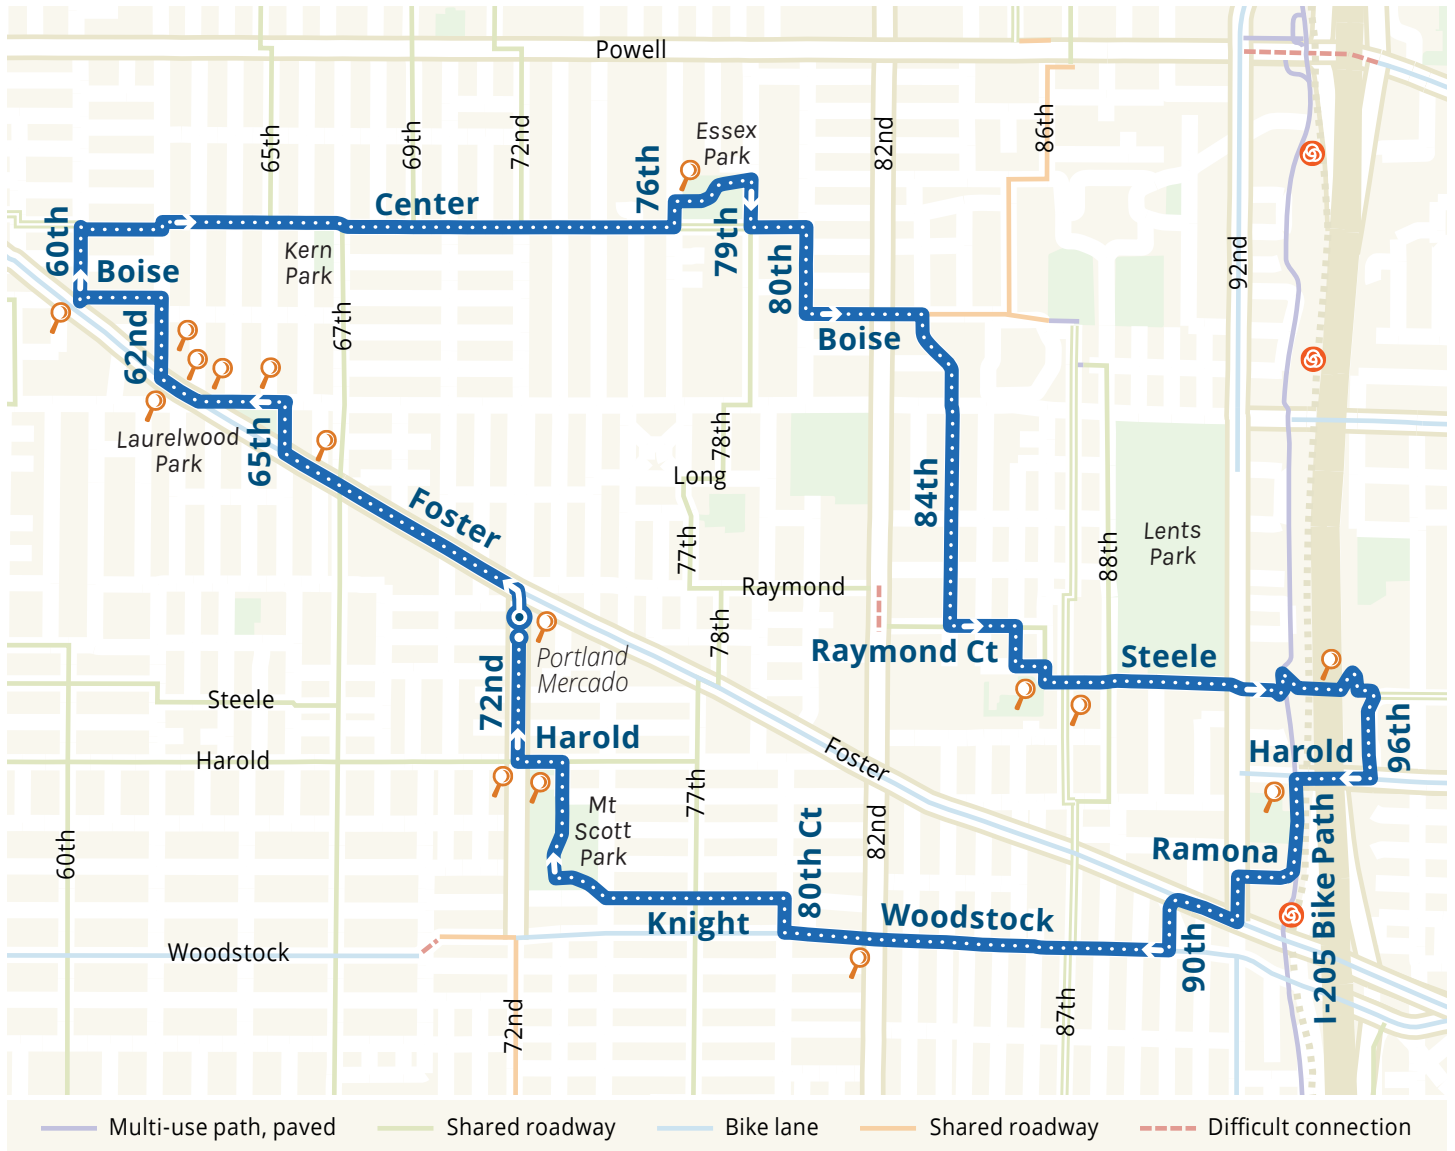 Powell
65th
69th
72nd
Essex
Park
82nd
86th
76th
Center
60th
79th
80th
92nd
Kern
Park
Boise
62nd
67th
Boise
Laurelwood
Park
65th
78th
Long
84th
Foster
77th
Lents
Park
88th
Raymond
78th
Raymond Ct
Steele
Portland
Mercado
72nd
Steele
Harold
Harold
Foster
Harold
96th
77th
Mt
Scott
Park
82nd
60th
80th Ct
Ramona
I-205 Bike Path
Knight
Woodstock
90th
Woodstock
72nd
87th
Multi-use path, paved
Shared roadway
Bike lane
Shared roadway
Difficult connection